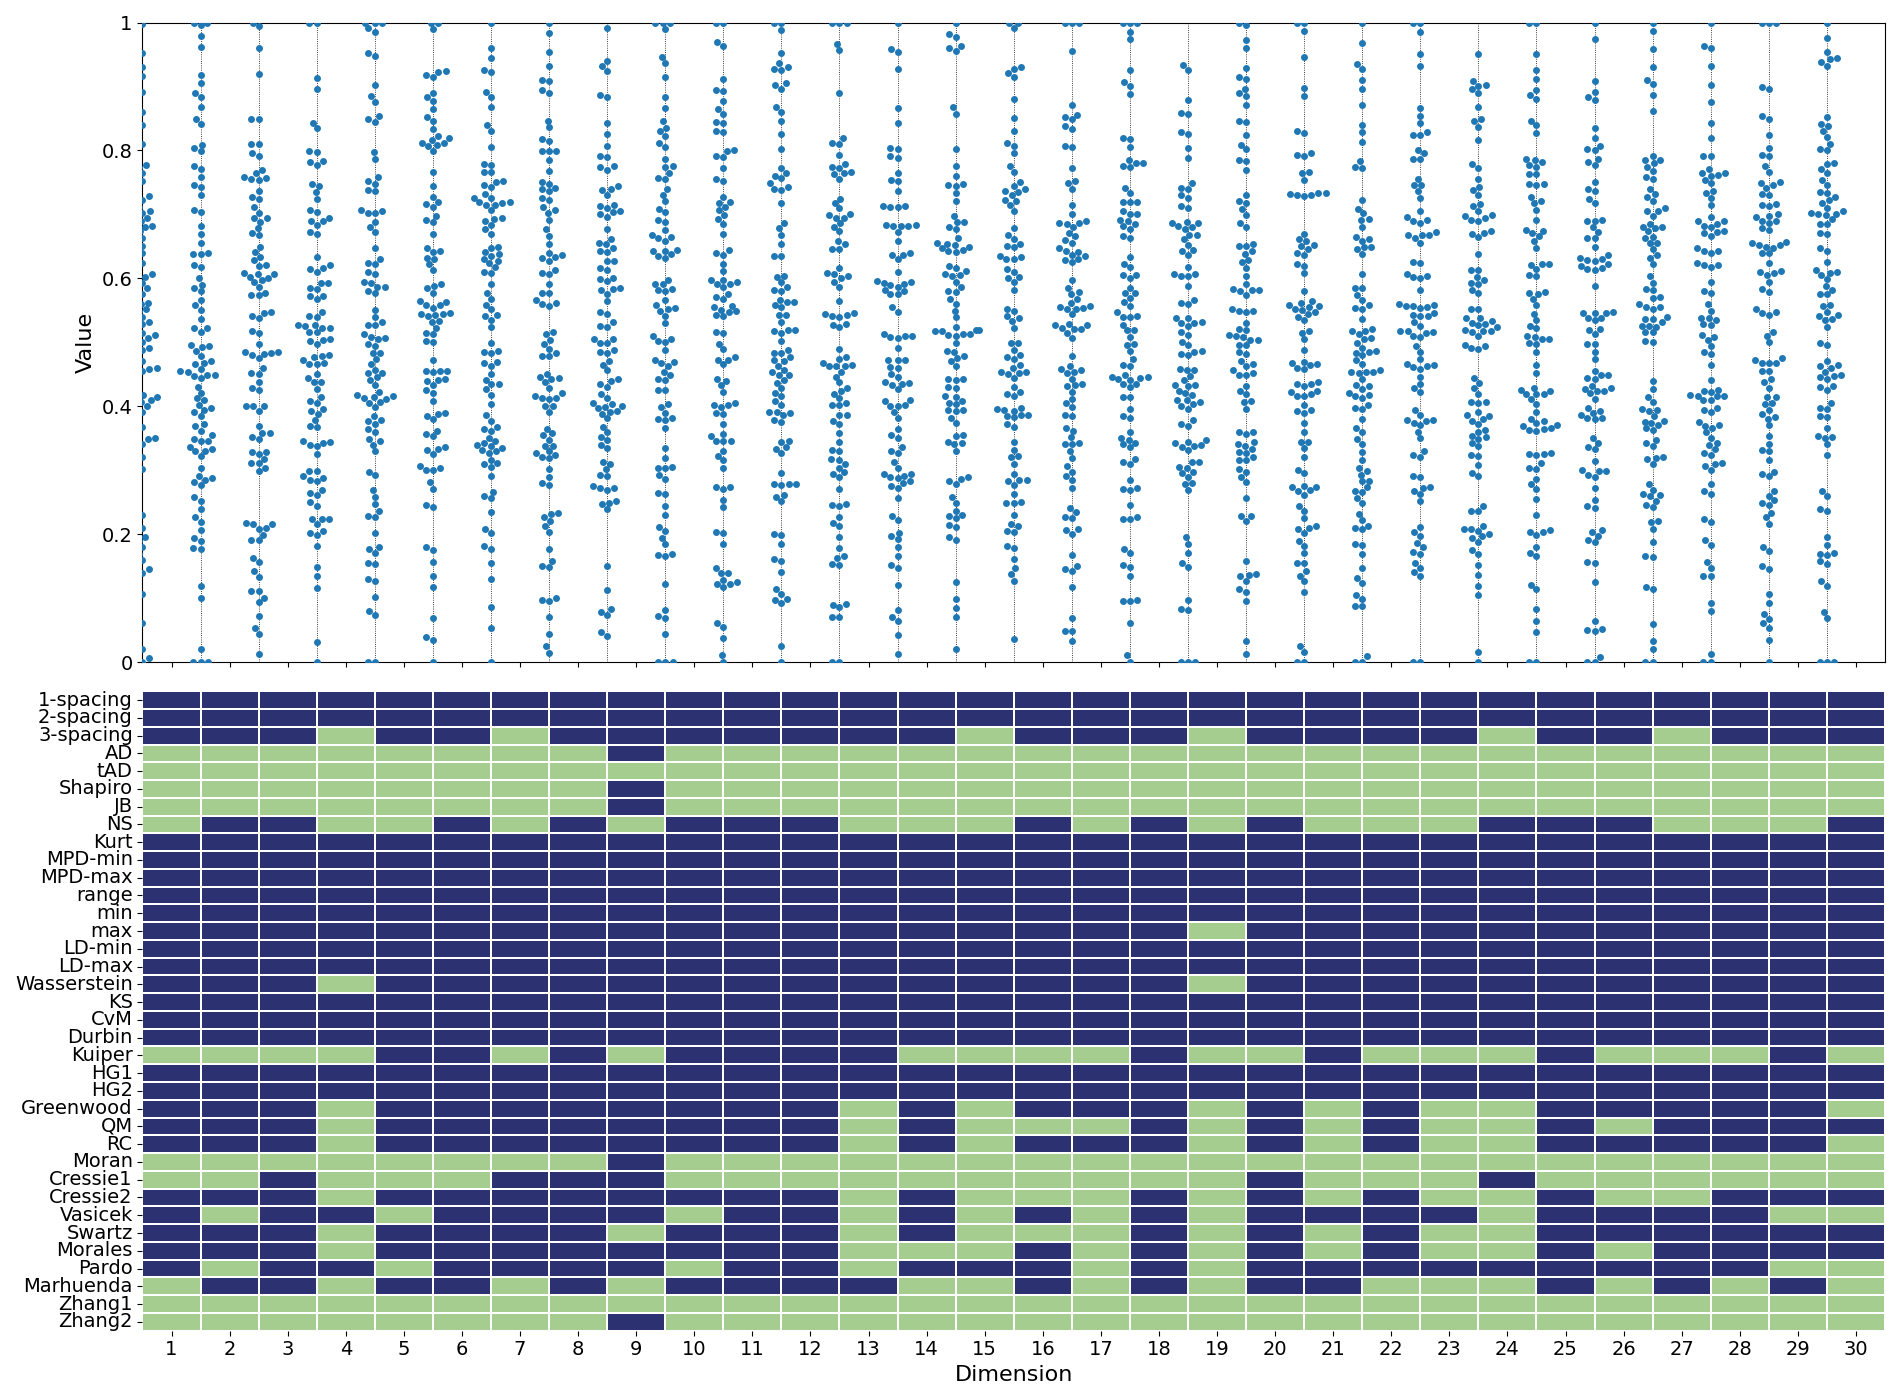 1
0.8
0.6
0.4
0.2
0
Value
1-spacing
2-spacing
3-spacing
AD
tAD
Shapiro
JB
NS
Kurt
MPD-min
MPD-max
range
min
max
LD-min
LD-max
Wasserstein
KS
CvM
Durbin
Kuiper
HG1
HG2
Greenwood
QM
RC
Moran
Cressie1
Cressie2
Vasicek
Swartz
Morales
Pardo
Marhuenda
Zhang1
Zhang2
1 2 3 4 5 6 7 8 9 10 11 12 13 14 15 16 17 18 19 20 21 22 23 24 25 26 27 28 29 30
Dimension